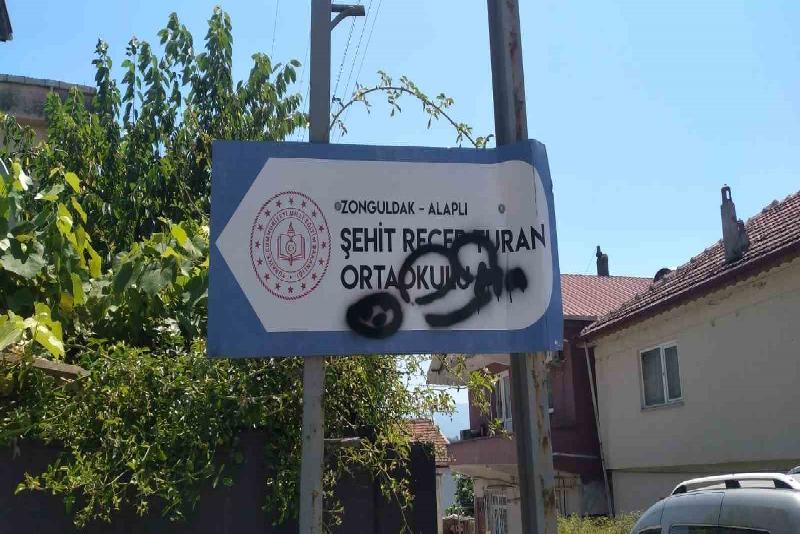 ZONGULDAK - ALAPLI
ŞEHİT RECEP TURAN
ORTAOKULU